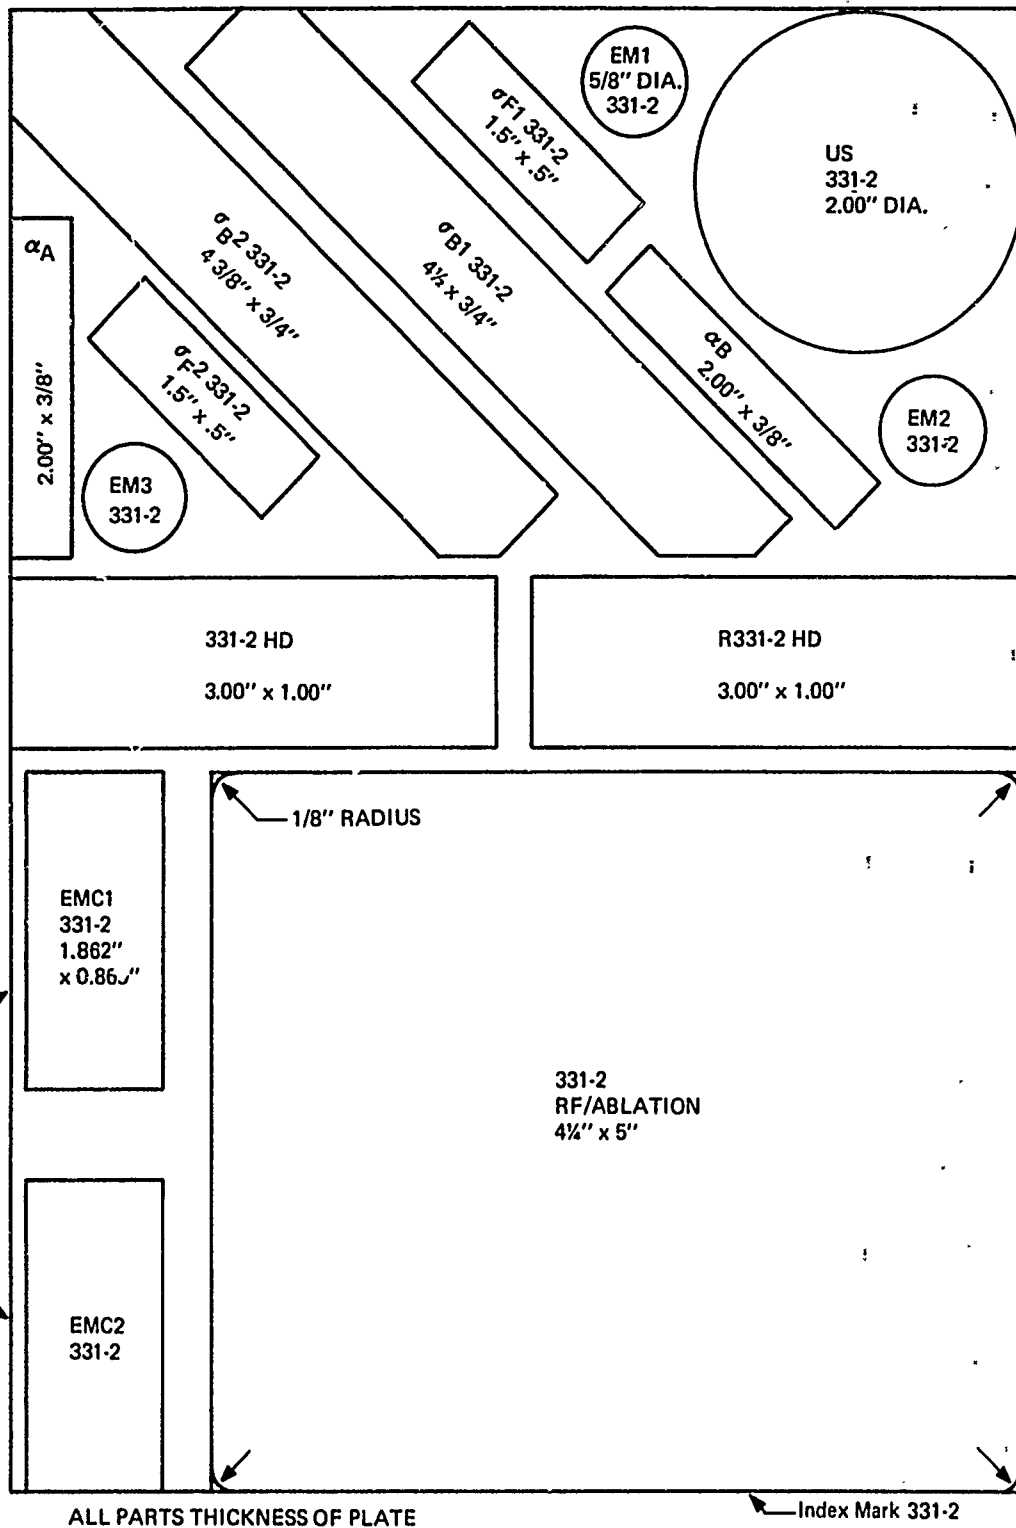 EM1
5/8" DIA.
331-2
US
331-2
2.00" DIA.
σF1 331-2
1.5" x .5"
σB1 331-2
4½ x 3/4"
σB2 331-2
4 3/8" x 3/4"
αA
2.00" x 3/8"
σF2 331-2
1.5" x .5"
αB
2.00" x 3/8"
EM2
331-2
EM3
331-2
331-2 HD
3.00" x 1.00"
R331-2 HD
3.00" x 1.00"
1/8" RADIUS
EMC1
331-2
1.862"
x
331-2
RF/ABLATION
4¼" x 5"
EMC2
331-2
ALL PARTS THICKNESS OF PLATE
Index Mark 331-2